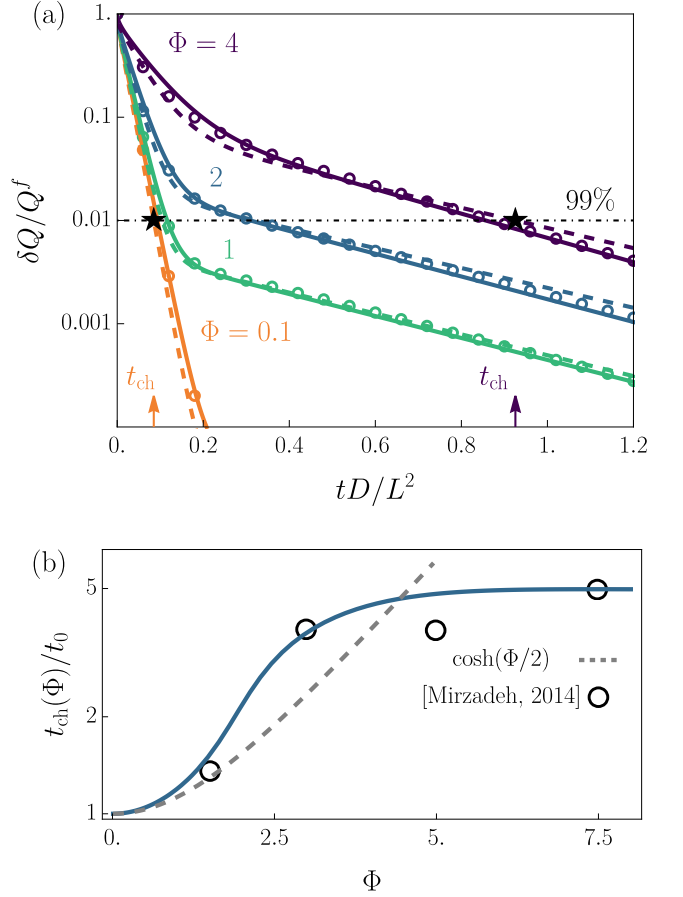 (a)
δQ/Q^f
1.
0.1
0.01
0.001
Φ = 4
2
1
Φ = 0.1
99%
t_ch
t_ch
0. 0.2 0.4 0.6 0.8 1. 1.2
tD/L^2
(b)
t_ch(Φ)/t_0
5
2
1
cosh(Φ/2)
[Mirzadeh, 2014]
0. 2.5 5. 7.5
Φ